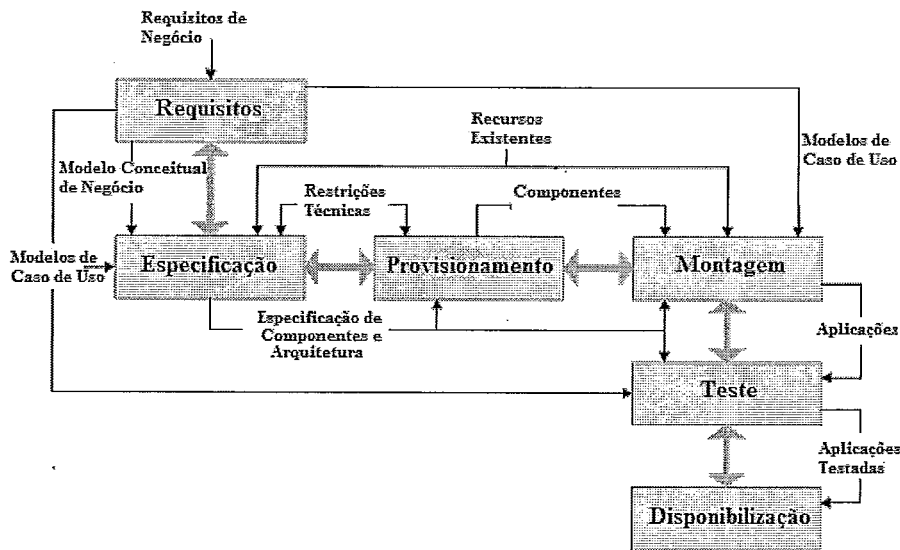 Requisitos de
Negócio
Requisitos
Recursos
Existentes
Modelos de
Caso de Uso
Modelo Conceitual
de Negócio
Restrições
Técnicas
Componentes
Modelos de
Caso de Uso
Especificação
Provisionamento
Montagem
Especificação de
Componentes e
Arquitetura
Aplicações
Teste
Aplicações
Testadas
Disponibilização